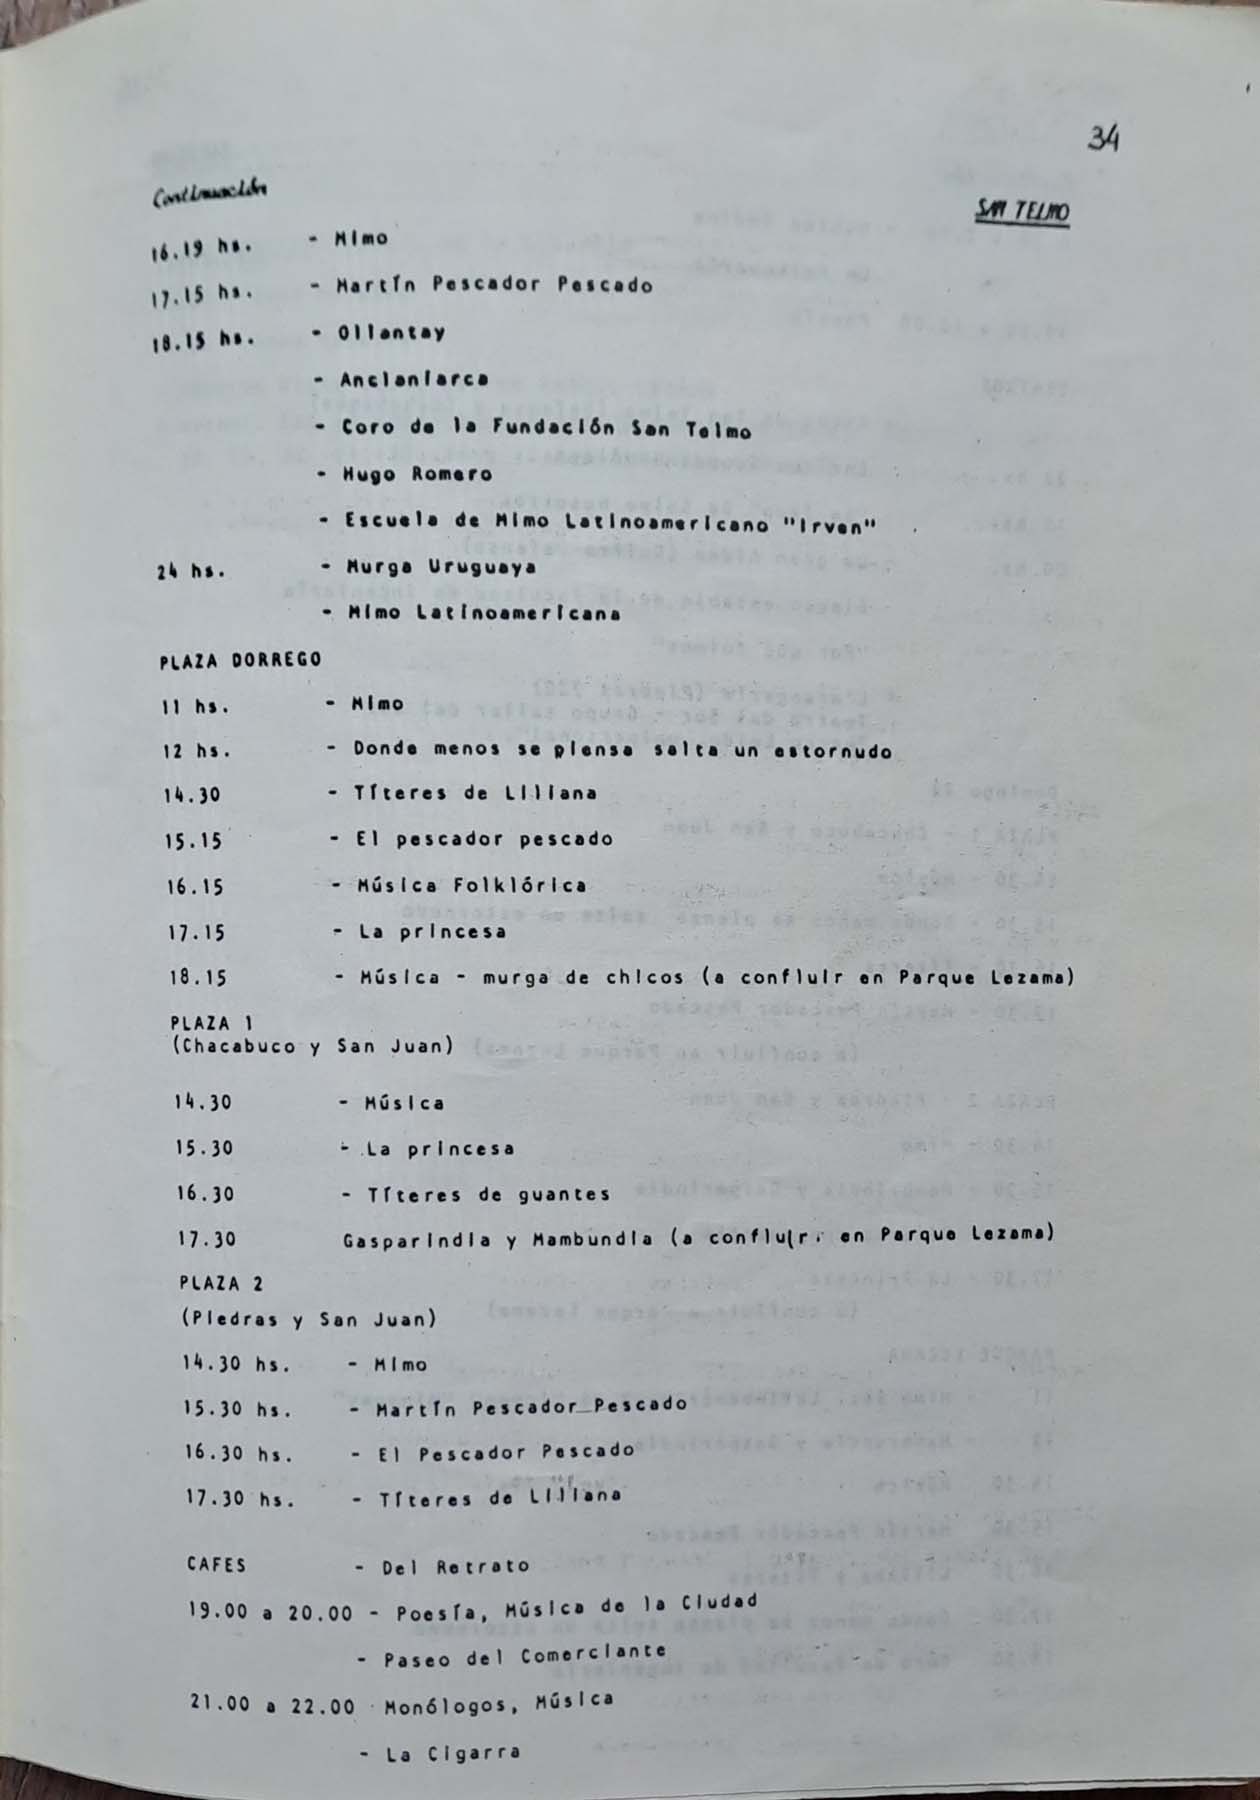 34
Continuación
SAN TELMO
16.19 hs. - Mimo
17.15 hs. - Martín Pescador Pescado
18.15 hs. - Ollantay
- Anclaniarca
- Coro de la Fundación San Telmo
- Hugo Romero
- Escuela de Mimo Latinoamericano "Irven"
24 hs. - Murga Uruguaya
- Mimo Latinoamericana
PLAZA DORREGO
11 hs. - Mimo
12 hs. - Donde menos se piensa salta un estornudo
14.30 - Títeres de Liliana
15.15 - El pescador pescado
16.15 - Música Folklórica
17.15 - La princesa
18.15 - Música - murga de chicos (a confluir en Parque Lezama)
PLAZA 1
(Chacabuco y San Juan)
14.30 - Música
15.30 - La princesa
16.30 - Títeres de guantes
17.30 Gasparindia y Mambundia (a confluir en Parque Lezama)
PLAZA 2
(Piedras y San Juan)
14.30 hs. - Mimo
15.30 hs. - Martín Pescador Pescado
16.30 hs. - El Pescador Pescado
17.30 hs. - Títeres de Liliana
CAFES - Del Retrato
19.00 a 20.00 - Poesía, Música de la Ciudad
- Paseo del Comerciante
21.00 a 22.00 Monólogos, Música
- La Cigarra